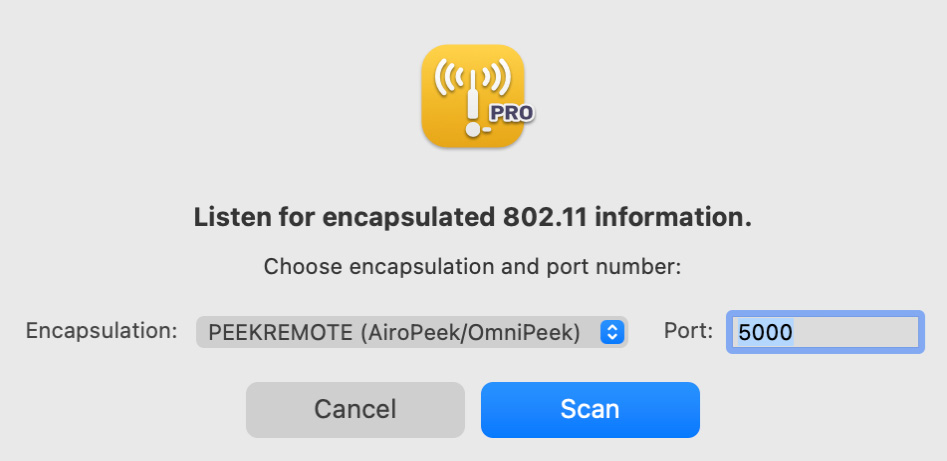 PRO
Listen for encapsulated 802.11 information.
Choose encapsulation and port number:
Encapsulation: PEEKREMOTE (AiroPeek/OmniPeek) Port: 5000
Cancel Scan